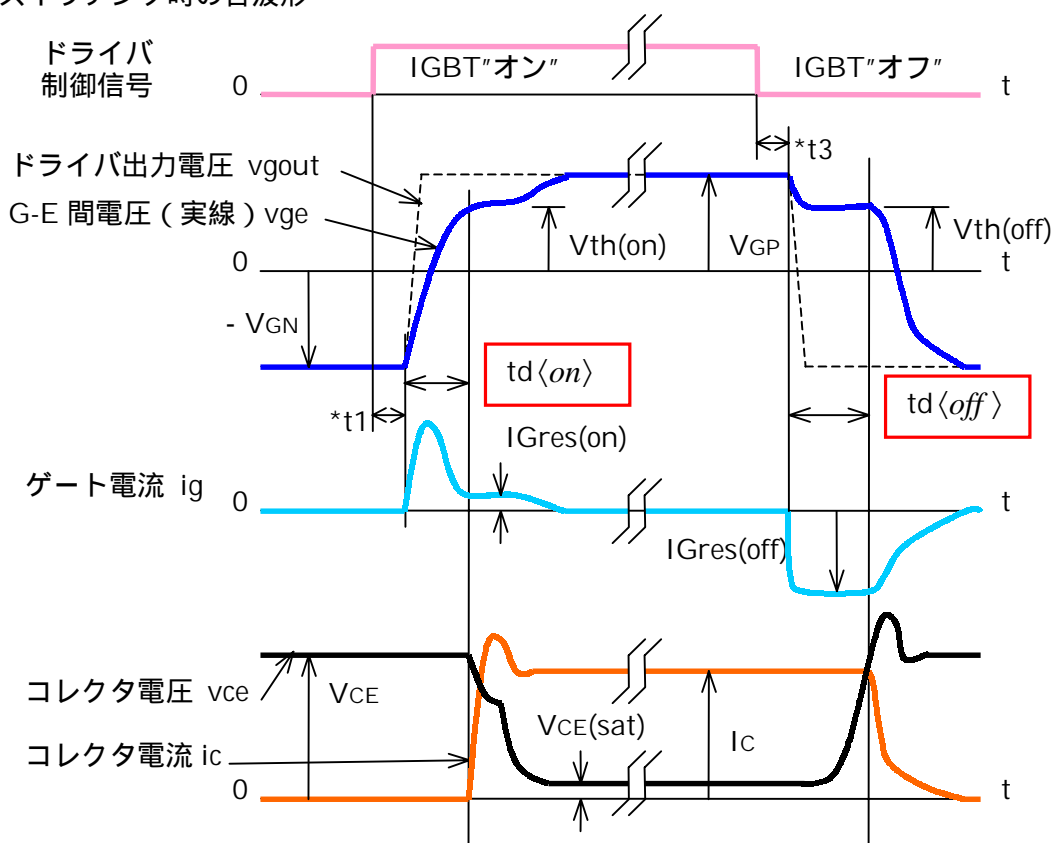 スイッチング時の各波形
ドライバ
制御信号
0
IGBT"オン"
IGBT"オフ"
t
*t3
ドライバ出力電圧 vgout
G-E 間電圧（実線）vge
0
Vth(on)
VGP
Vth(off)
t
- VGN
td〈on〉
td〈off〉
*t1
IGres(on)
ゲート電流 ig
0
t
IGres(off)
コレクタ電圧 vce
VCE
VCE(sat)
IC
コレクタ電流 ic
0
t